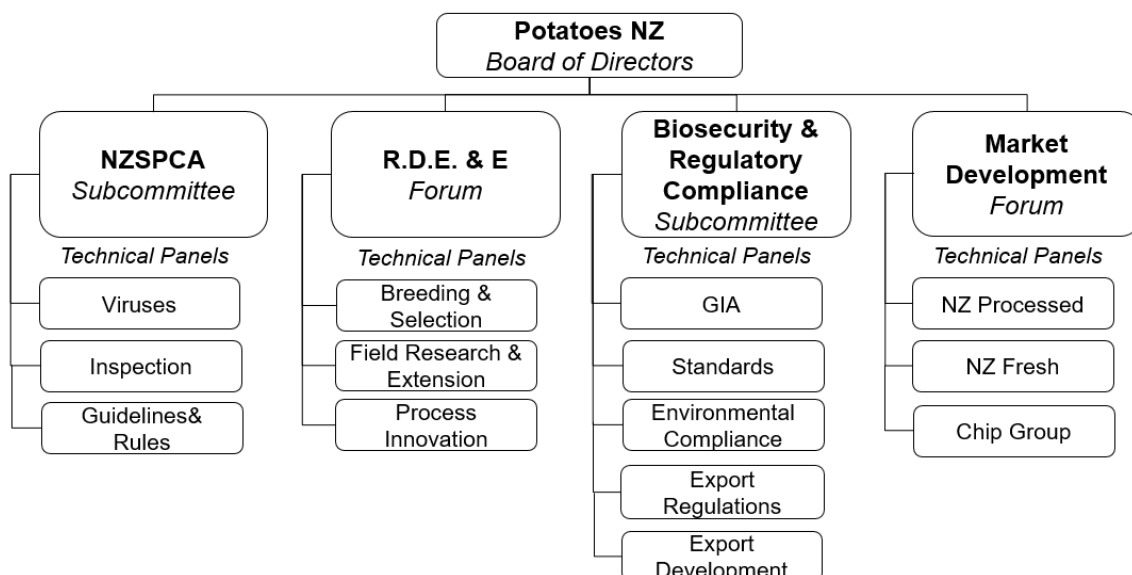 Potatoes NZ
Board of Directors
NZSPCA
Subcommittee
Technical Panels
Viruses
Inspection
Guidelines&
Rules
R.D.E. & E
Forum
Technical Panels
Breeding &
Selection
Field Research &
Extension
Process
Innovation
Biosecurity &
Regulatory
Compliance
Subcommittee
Technical Panels
GIA
Standards
Environmental
Compliance
Export
Regulations
Export
Development
Market
Development
Forum
Technical Panels
NZ Processed
NZ Fresh
Chip Group